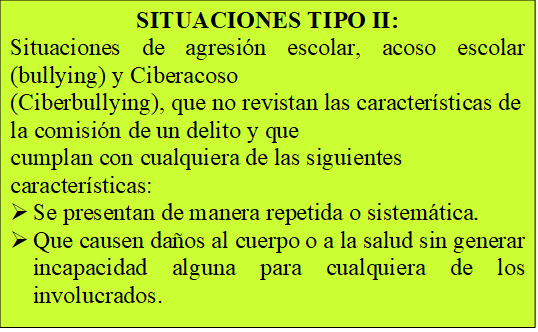 SITUACIONES TIPO II:
Situaciones de agresión escolar, acoso escolar
(bullying) y Ciberacoso
(Ciberbullying), que no revistan las características de
la comisión de un delito y que
cumplan con cualquiera de las siguientes
características:
➢ Se presentan de manera repetida o sistemática.
➢ Que causen daños al cuerpo o a la salud sin generar
incapacidad alguna para cualquiera de los
involucrados.